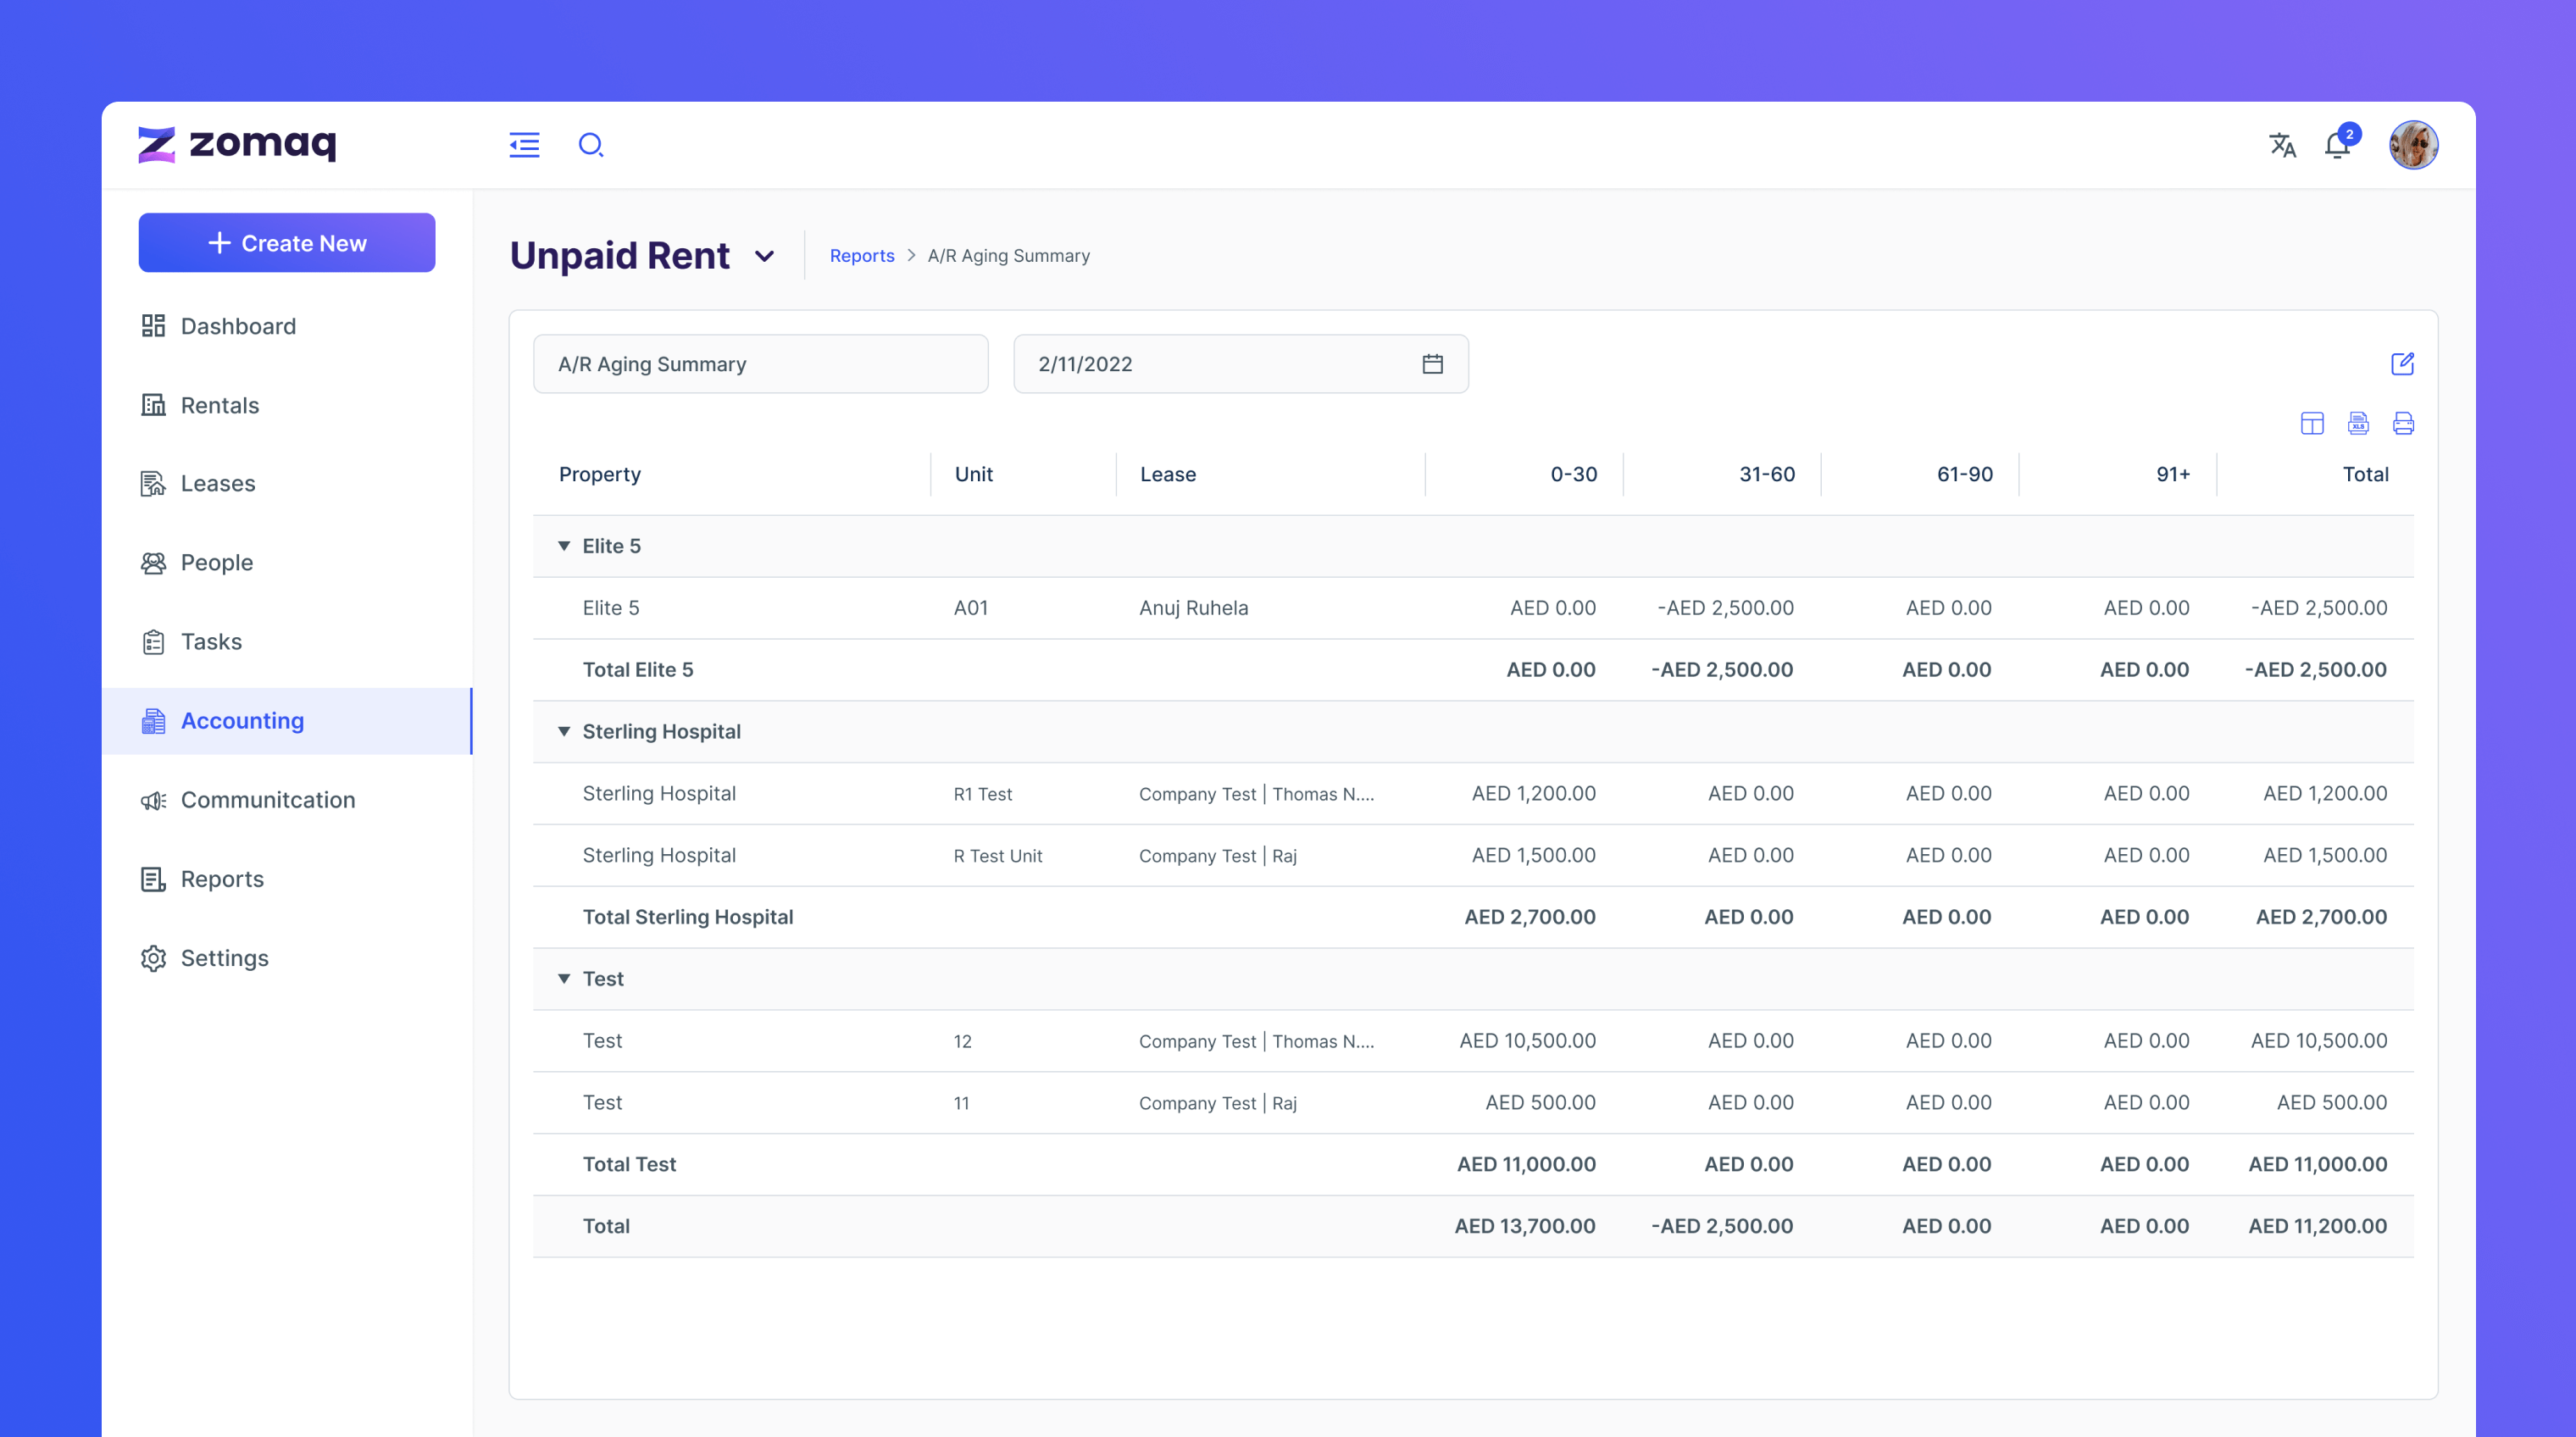 zomaq
2
Create New
Dashboard
Rentals
Leases
People
Tasks
Accounting
Communitcation
Reports
Settings
Unpaid Rent
Reports > A/R Aging Summary
A/R Aging Summary
2/11/2022
XLS
Property Unit Lease 0-30 31-60 61-90 91+ Total
Elite 5
Elite 5 A01 Anuj Ruhela AED 0.00 -AED 2,500.00 AED 0.00 AED 0.00 -AED 2,500.00
Total Elite 5 AED 0.00 -AED 2,500.00 AED 0.00 AED 0.00 -AED 2,500.00
Sterling Hospital
Sterling Hospital R1 Test Company Test | Thomas N.... AED 1,200.00 AED 0.00 AED 0.00 AED 0.00 AED 1,200.00
Sterling Hospital R Test Unit Company Test | Raj AED 1,500.00 AED 0.00 AED 0.00 AED 0.00 AED 1,500.00
Total Sterling Hospital AED 2,700.00 AED 0.00 AED 0.00 AED 0.00 AED 2,700.00
Test
Test 12 Company Test | Thomas N.... AED 10,500.00 AED 0.00 AED 0.00 AED 0.00 AED 10,500.00
Test 11 Company Test | Raj AED 500.00 AED 0.00 AED 0.00 AED 0.00 AED 500.00
Total Test AED 11,000.00 AED 0.00 AED 0.00 AED 0.00 AED 11,000.00
Total AED 13,700.00 -AED 2,500.00 AED 0.00 AED 0.00 AED 11,200.00